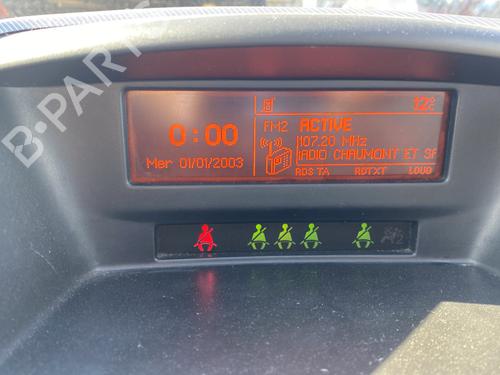 B-PARTS
12°C
0:00
FM2 ACTIVE
107.20 MHz
RADIO CHAUMONT ET
Mer 01/01/2003
RDS TA RDTXT LOUD